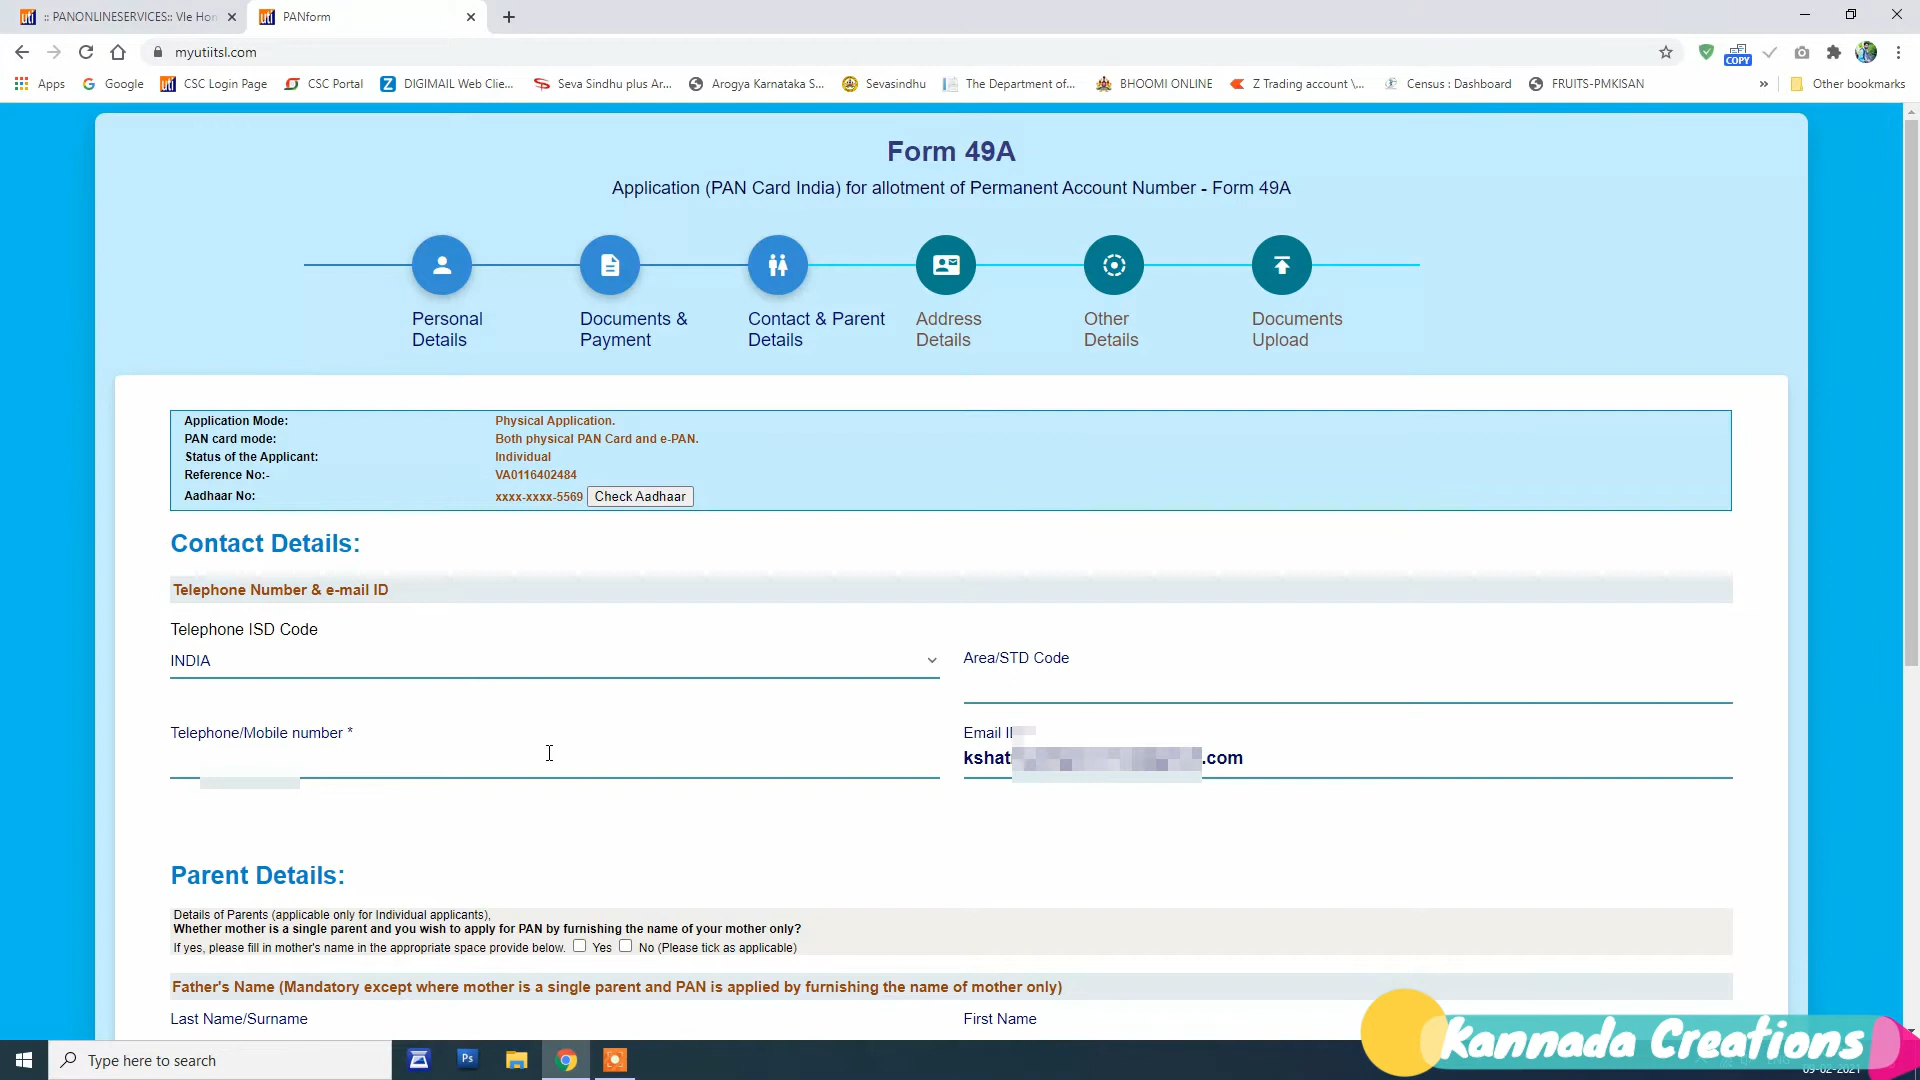 :: PANONLINESERVICES:: Vle Hom
PANform
myutiitsl.com
COPY
Apps
Google
CSC Login Page
CSC Portal
DIGIMAIL Web Clie...
Seva Sindhu plus Ar...
Arogya Karnataka S...
Sevasindhu
The Department of...
BHOOMI ONLINE
Z Trading account \...
Census : Dashboard
FRUITS-PMKISAN
»
Other bookmarks
Form 49A
Application (PAN Card India) for allotment of Permanent Account Number - Form 49A
Personal
Details
Documents &
Payment
Contact & Parent
Details
Address
Details
Other
Details
Documents
Upload
Application Mode: Physical Application.
PAN card mode: Both physical PAN Card and e-PAN.
Status of the Applicant: Individual
Reference No:- VA0116402484
Aadhaar No: xxxx-xxxx-5569 Check Aadhaar
Contact Details:
Telephone Number & e-mail ID
Telephone ISD Code
INDIA
Area/STD Code
Telephone/Mobile number *
Email
kshat .com
Parent Details:
Details of Parents (applicable only for Individual applicants),
Whether mother is a single parent and you wish to apply for PAN by furnishing the name of your mother only?
If yes, please fill in mother's name in the appropriate space provide below. Yes No (Please tick as applicable)
Father's Name (Mandatory except where mother is a single parent and PAN is applied by furnishing the name of mother only)
Last Name/Surname
First Name
Type here to search
Ps
Kannada Creations
09-02-2021